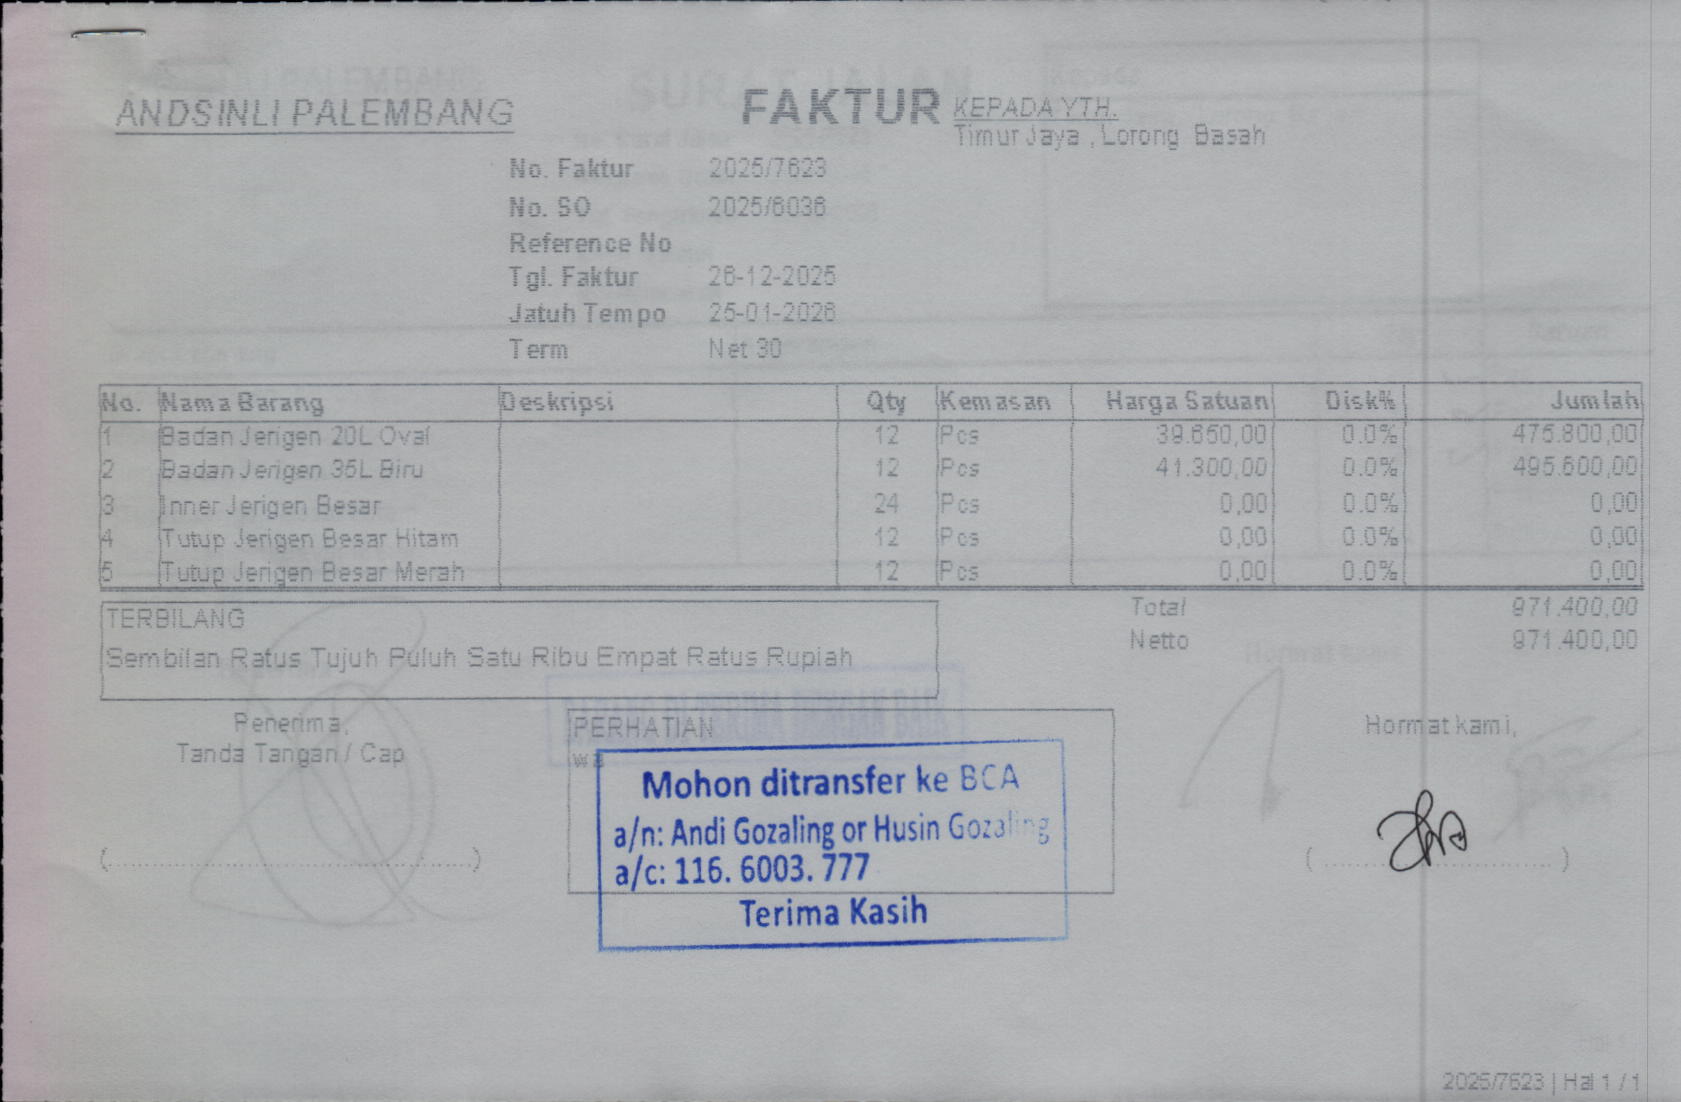 ANDSINLI PALEMBANG
FAKTUR
KEPADA YTH.
Timur Jaya , Lorong Basah
No. Faktur 2025/7623
No. SO 2025/6036
Reference No
Tgl. Faktur 26-12-2025
Jatuh Tempo 25-01-2026
Term Net 30
No. Nama Barang Deskripsi Qty Kemasan Harga Satuan Disk% Jumlah
1 Badan Jerigen 20L Oval 12 Pcs 39.650,00 0.0% 475.800,00
2 Badan Jerigen 35L Biru 12 Pcs 41.300,00 0.0% 495.600,00
3 Inner Jerigen Besar 24 Pcs 0,00 0.0% 0,00
4 Tutup Jerigen Besar Hitam 12 Pcs 0,00 0.0% 0,00
5 Tutup Jerigen Besar Merah 12 Pcs 0,00 0.0% 0,00
TERBILANG
Sembilan Ratus Tujuh Puluh Satu Ribu Empat Ratus Rupiah
Total 971.400,00
Netto 971.400,00
Penerima,
Tanda Tangan / Cap
PERHATIAN
wa
Mohon ditransfer ke BCA
a/n: Andi Gozaling or Husin Gozaling
a/c: 116. 6003. 777
Terima Kasih
Hormat kami,
2025/7623 | Hal 1 / 1